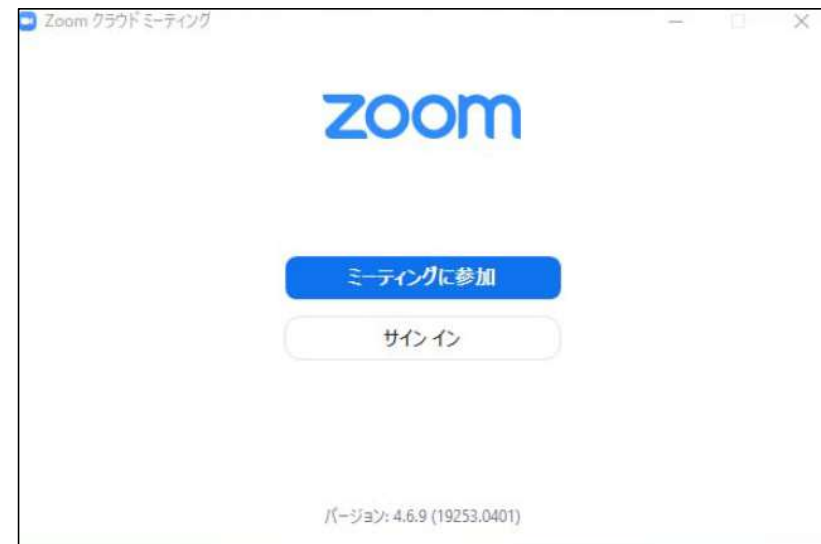 Zoom クラウド ミーティング
zoom
ミーティングに参加
サイン イン
バージョン: 4.6.9 (19253.0401)